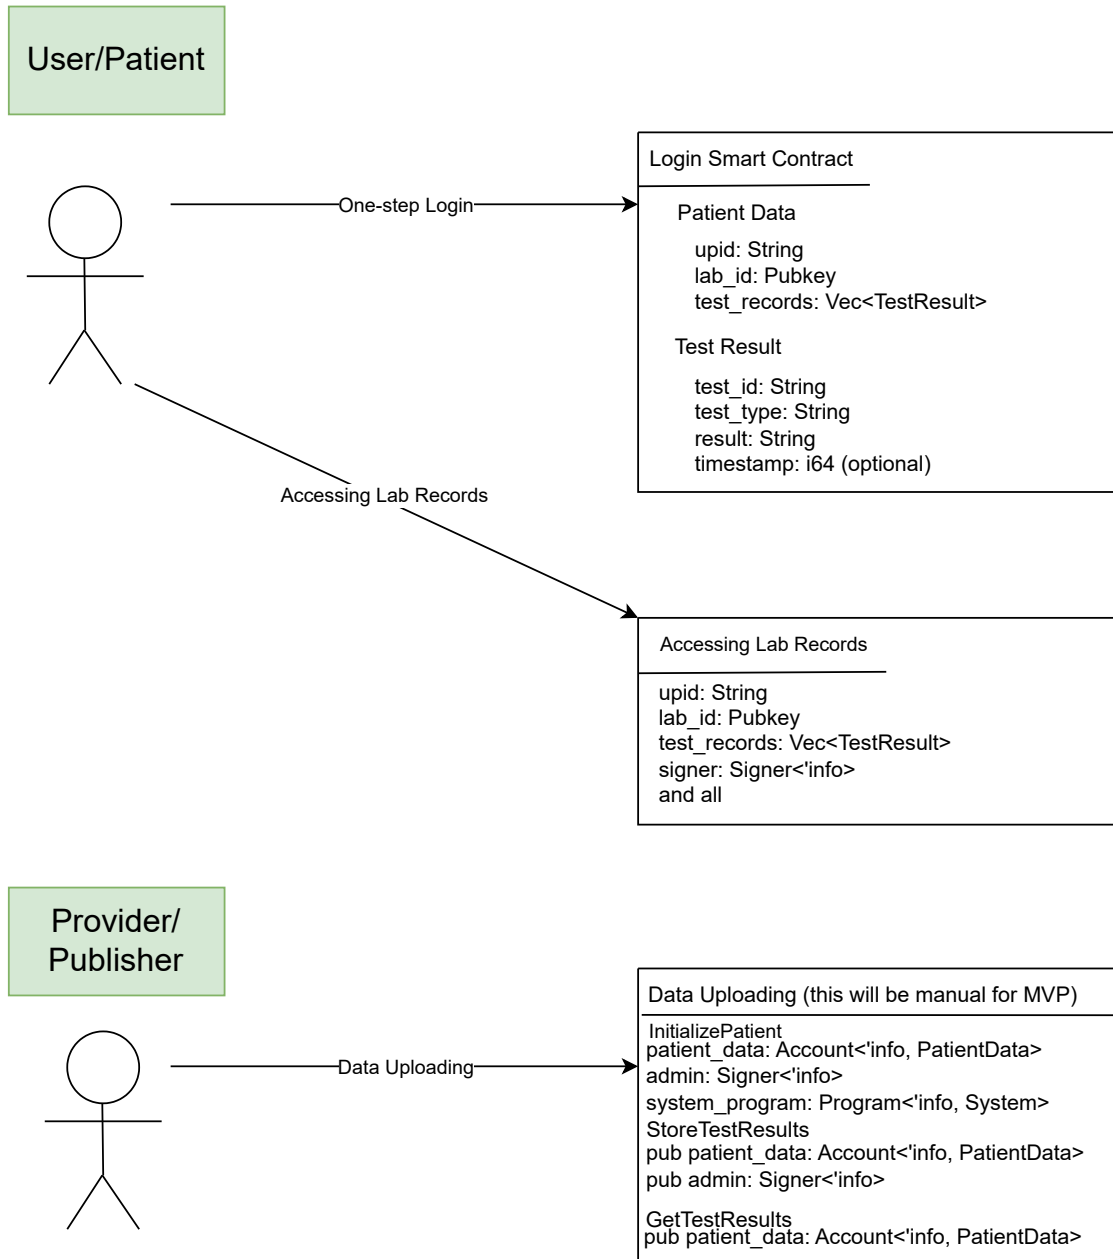 User/Patient
One-step Login
Login Smart Contract
Patient Data
upid: String
lab_id: Pubkey
test_records: Vec<TestResult>
Test Result
test_id: String
test_type: String
result: String
timestamp: i64 (optional)
Accessing Lab Records
Accessing Lab Records
upid: String
lab_id: Pubkey
test_records: Vec<TestResult>
signer: Signer<'info>
and all
Provider/
Publisher
Data Uploading
Data Uploading (this will be manual for MVP)
InitializePatient
patient_data: Account<'info, PatientData>
admin: Signer<'info>
system_program: Program<'info, System>
StoreTestResults
pub patient_data: Account<'info, PatientData>
pub admin: Signer<'info>
GetTestResults
pub patient_data: Account<'info, PatientData>